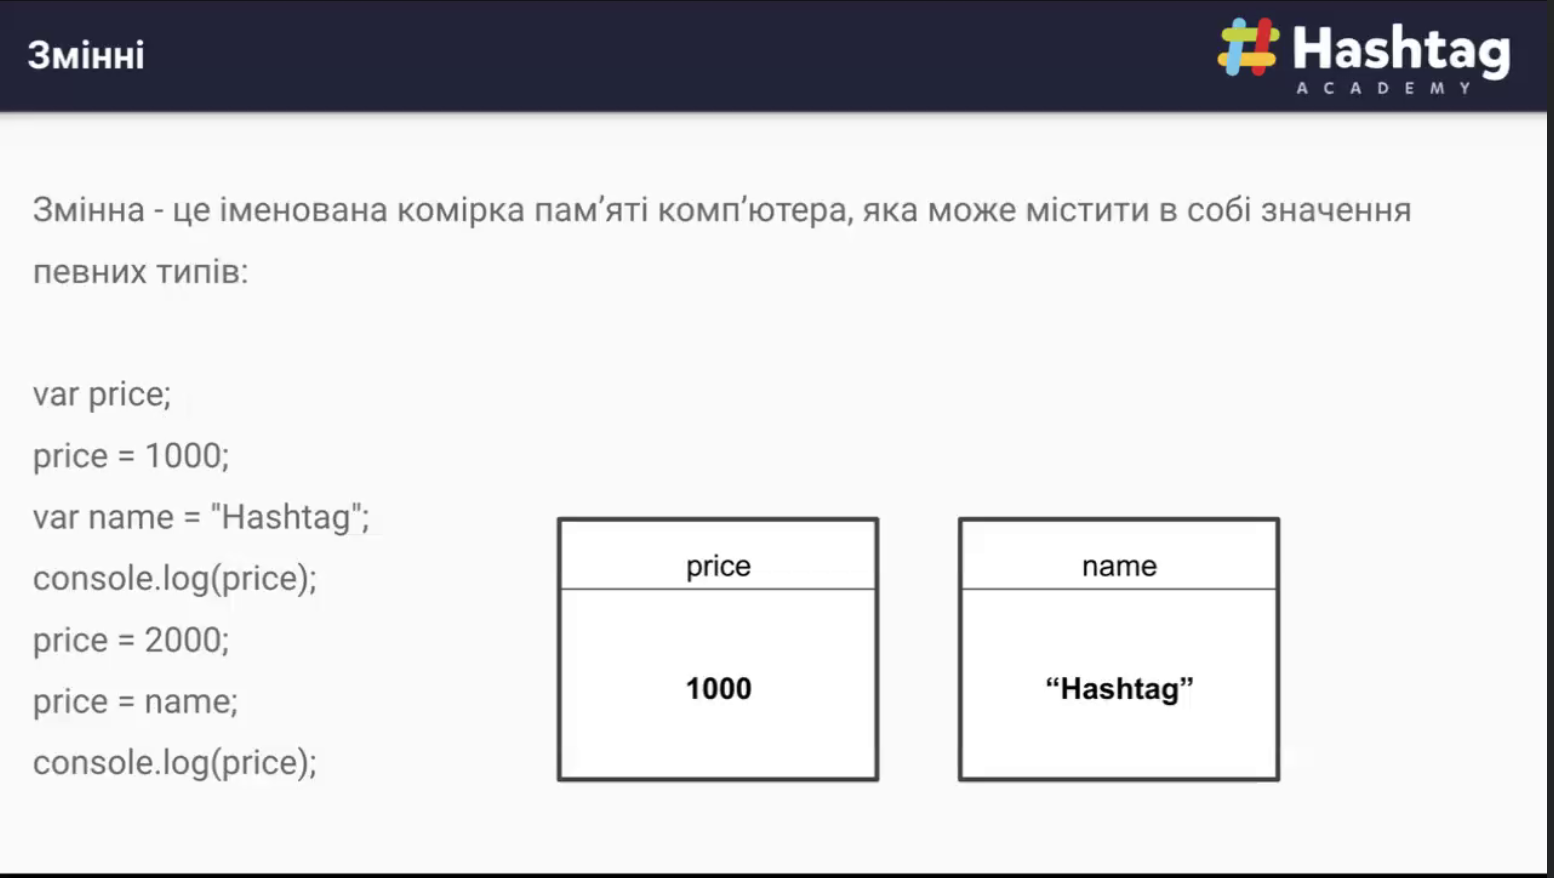 Змінні
Hashtag
ACADEMY
Змінна - це іменована комірка пам’яті комп’ютера, яка може містити в собі значення
певних типів:
var price;
price = 1000;
var name = "Hashtag";
console.log(price);
price = 2000;
price = name;
console.log(price);
price
1000
name
“Hashtag”